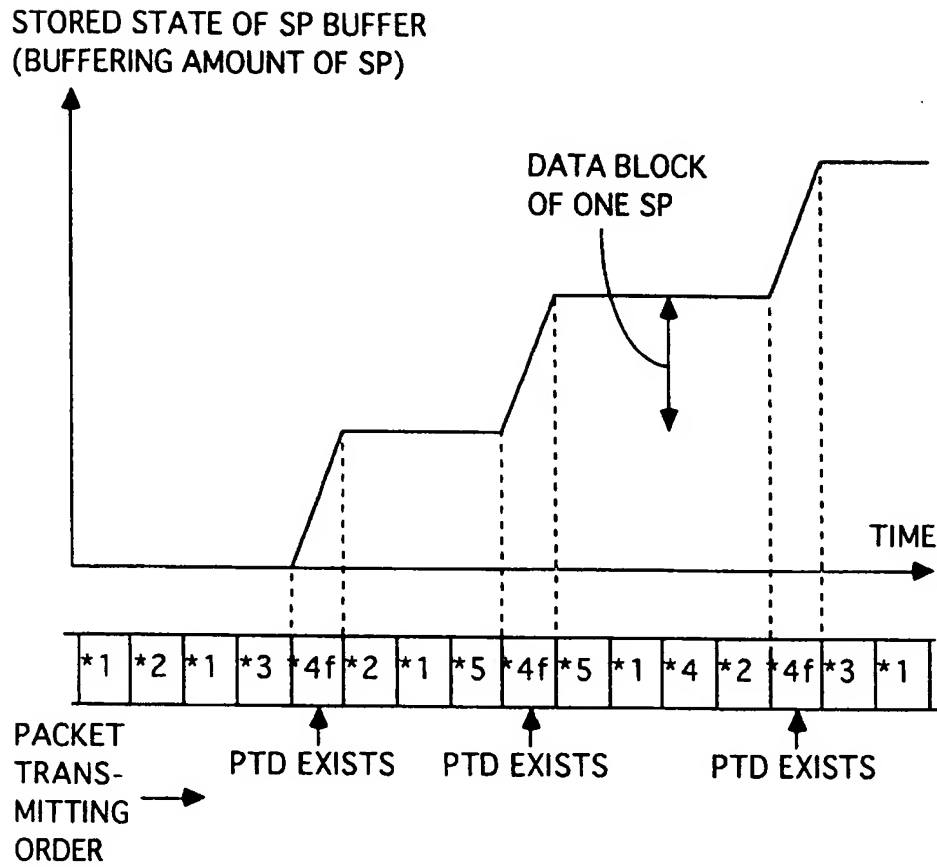 STORED STATE OF SP BUFFER
(BUFFERING AMOUNT OF SP)
DATA BLOCK
OF ONE SP
TIME
*1 *2 *1 *3 *4f *2 *1 *5 *4f *5 *1 *4 *2 *4f *3 *1
PACKET
TRANS-
MITTING
ORDER
PTD EXISTS PTD EXISTS PTD EXISTS